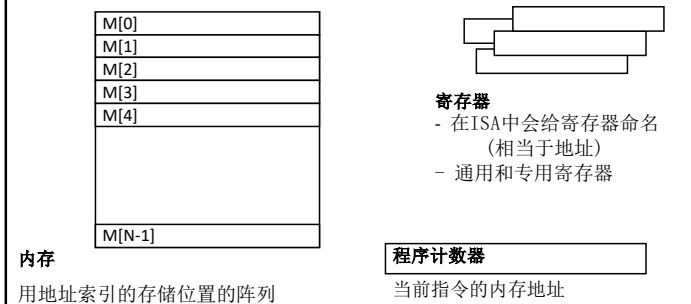 M[0]
M[1]
M[2]
M[3]
M[4]
M[N-1]
内存
用地址索引的存储位置的阵列
寄存器
- 在ISA中会给寄存器命名
(相当于地址)
- 通用和专用寄存器
程序计数器
当前指令的内存地址